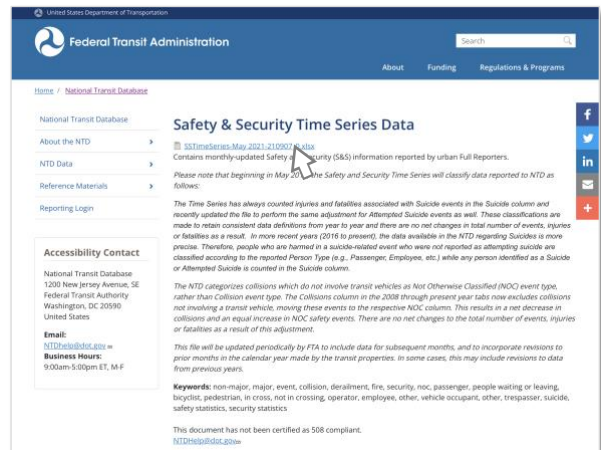 United States Department of Transportation
Federal Transit Administration
Search
About Funding Regulations & Programs
Home / National Transit Database
National Transit Database
About the NTD
NTD Data
Reference Materials
Reporting Login
Accessibility Contact
National Transit Database
1200 New Jersey Avenue, SE
Federal Transit Authority
Washington, DC 20590
United States
Email:
NTDhelp@dot.gov
Business Hours:
9:00am-5:00pm ET, M-F
Safety & Security Time Series Data
SSTimeSeries-May 2021-210907 .xlsx
Contains monthly-updated Safety (S&S) information reported by urban Full Reporters.
Please note that beginning in May the Safety and Security Time Series will classify data reported to NTD as
follows:
The Time Series has always counted injuries and fatalities associated with Suicide events in the Suicide column and
recently updated the file to perform the same adjustment for Attempted Suicide events as well. These classifications are
made to retain consistent data definitions from year to year and there are no net changes in total number of events, injuries
or fatalities as a result. In more recent years (2016 to present), the data available in the NTD regarding Suicides is more
precise. Therefore, people who are harmed in a suicide-related event who were not reported as attempting suicide are
classified according to the reported Person Type (e.g., Passenger, Employee, etc.) while any person identified as a Suicide
or Attempted Suicide is counted in the Suicide column.
The NTD categorizes collisions which do not involve transit vehicles as Not Otherwise Classified (NOC) event type,
rather than Collision event type. The Collisions column in the 2008 through present year tabs now excludes collisions
not involving a transit vehicle, moving these events to the respective NOC column. This results in a net decrease in
collisions and an equal increase in NOC safety events. There are no net changes to the total number of events, injuries
or fatalities as a result of this adjustment.
This file will be updated periodically by FTA to include data for subsequent months, and to incorporate revisions to
prior months in the calendar year made by the transit properties. In some cases, this may include revisions to data
from previous years.
Keywords: non-major, major, event, collision, derailment, fire, security, noc, passenger, people waiting or leaving,
bicyclist, pedestrian, in cross, not in crossing, operator, employee, other, vehicle occupant, other, trespasser, suicide,
safety statistics, security statistics
This document has not been certified as 508 compliant.
NTDHelp@dot.gov